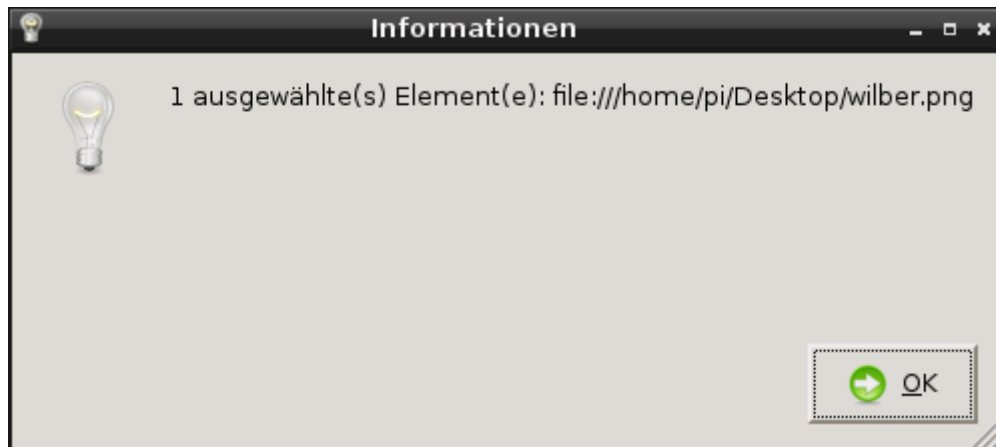 Informationen
1 ausgewählte(s) Element(e): file:///home/pi/Desktop/wilber.png
OK